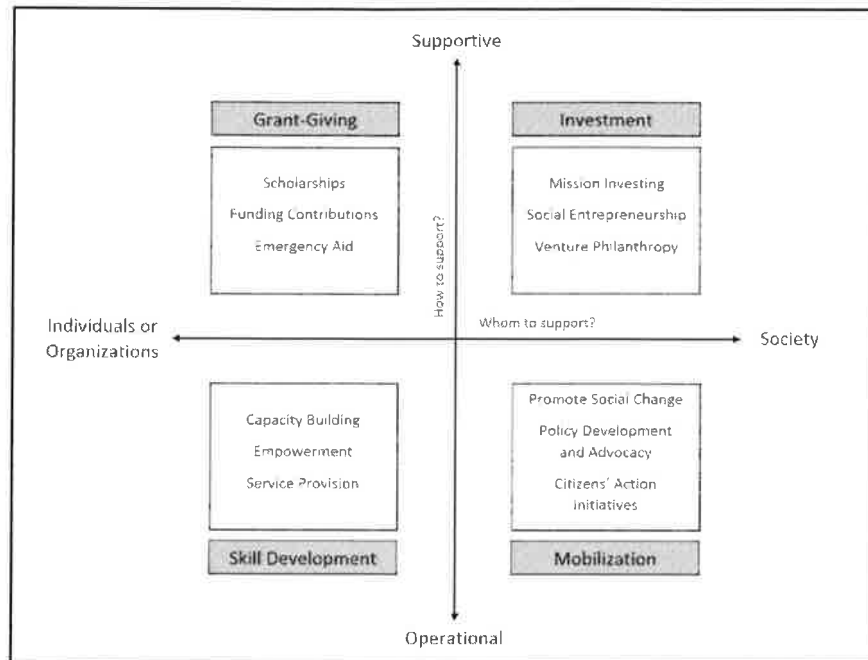 Supportive
Grant-Giving
Scholarships
Funding Contributions
Emergency Aid
Investment
Mission Investing
Social Entrepreneurship
Venture Philanthropy
How to support?
Whom to support?
Individuals or
Organizations
Society
Capacity Building
Empowerment
Service Provision
Skill Development
Promote Social Change
Policy Development
and Advocacy
Citizens' Action
Initiatives
Mobilization
Operational